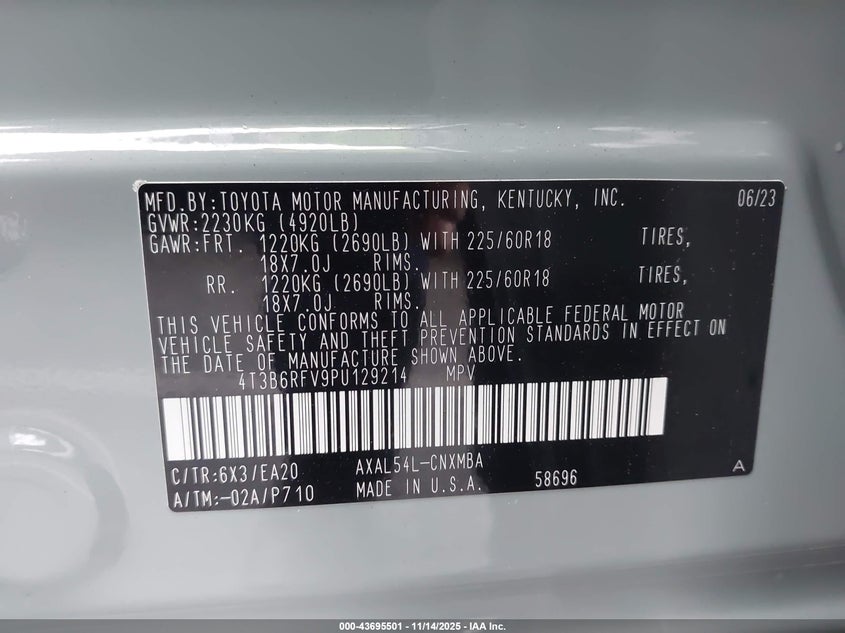 MFD.BY:TOYOTA MOTOR MANUFACTURING, KENTUCKY, INC. 06/23
GVWR:2230KG (4920LB)
GAWR:FRT. 1220KG (2690LB) WITH 225/60R18 TIRES,
18X7.0J RIMS.
RR. 1220KG (2690LB) WITH 225/60R18 TIRES,
18X7.0J RIMS.
THIS VEHICLE CONFORMS TO ALL APPLICABLE FEDERAL MOTOR
VEHICLE SAFETY AND THEFT PREVENTION STANDARDS IN EFFECT ON
THE DATE OF MANUFACTURE SHOWN ABOVE.
4T3B6RFV9PU129214 MPV
C/TR:6X3/EA20 AXAL54L-CNXMBA
A/TM:-02A/P710 MADE IN U.S.A. 58696 A
000-43695501 - 11/14/2025 - IAA Inc.